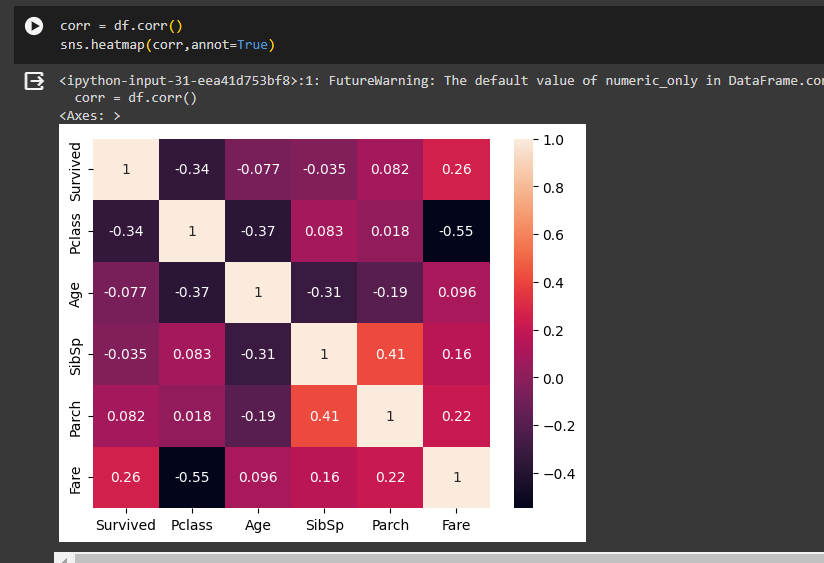 corr = df.corr()
sns.heatmap(corr,annot=True)
<ipython-input-31-eea41d753bf8>:1: FutureWarning: The default value of numeric_only in DataFrame.cor
corr = df.corr()
<Axes: >
Survived 1 -0.34 -0.077 -0.035 0.082 0.26
Pclass -0.34 1 -0.37 0.083 0.018 -0.55
Age -0.077 -0.37 1 -0.31 -0.19 0.096
SibSp -0.035 0.083 -0.31 1 0.41 0.16
Parch 0.082 0.018 -0.19 0.41 1 0.22
Fare 0.26 -0.55 0.096 0.16 0.22 1
Survived Pclass Age SibSp Parch Fare
1.0
0.8
0.6
0.4
0.2
0.0
−0.2
−0.4